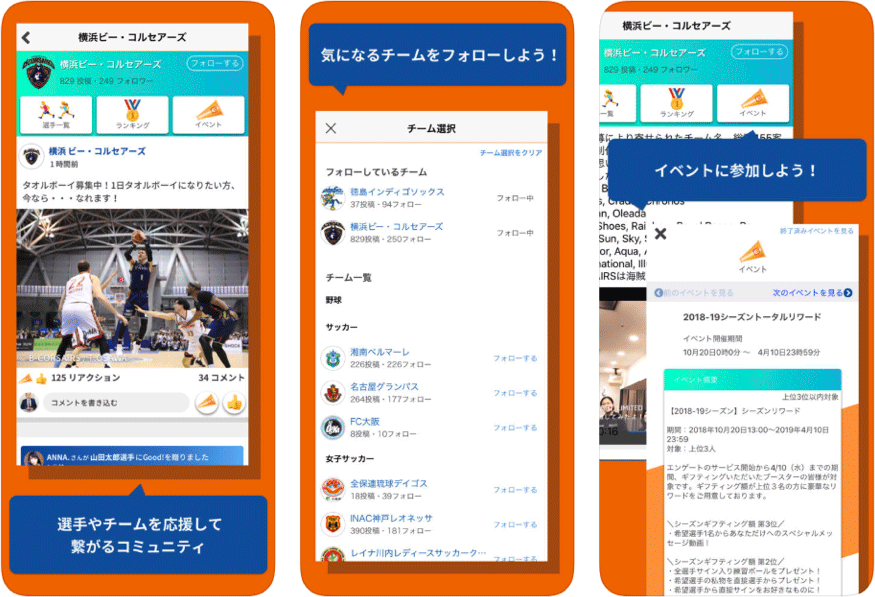 横浜ビー・コルセアーズ
横浜ビー・コルセアーズ
フォローする
829 投稿・249 フォロワー
選手一覧
ランキング
イベント
横浜 ビー・コルセアーズ
1時間前
タオルボーイ募集中！1日タオルボーイになりたい方、
今なら・・・なれます！
125 リアクション
34 コメント
コメントを書き込む
ANNA. さんが 山田太郎選手 にGood!を贈りました
選手やチームを応援して
繋がるコミュニティ
気になるチームをフォローしよう！
チーム選択
チーム選択をクリア
フォローしているチーム
徳島インディゴソックス
37投稿・94フォロー
フォロー中
横浜ビー・コルセアーズ
829投稿・250フォロー
フォロー中
チーム一覧
野球
サッカー
湘南ベルマーレ
226投稿・226フォロー
フォローする
名古屋グランパス
264投稿・177フォロー
フォローする
FC大阪
8投稿・10フォロー
フォローする
女子サッカー
全保連琉球デイゴス
18投稿・39フォロー
フォローする
INAC神戸レオネッサ
390投稿・181フォロー
フォローする
レイナ川内レディースサッカーク…
フォローする
横浜ビー・コルセアーズ
横浜ビー・コルセアーズ
フォローする
829 投稿・249 フォロワー
一覧
ランキング
イベント
イベントに参加しよう！
an, Oleada
Sun, Sky, S
or, Aqua, A
national, Ill
AIRSは海賊
終了済みイベントを見る
イベント
前のイベントを見る
次のイベントを見る
2018-19シーズントータルリワード
イベント開催期間
10月20日0時0分 〜 4月10日23時59分
イベント概要
上位3名以内対象
【2018-19シーズン】シーズンリワード
期間：2018年10月20日13:00〜2019年4月10日
23:59
対象：上位3人
エンゲートのサービス開始から4/10（水）までの期
間、ギフティングいただいたブースターの皆様が対
象です。ギフティング額が上位3名の方に豪華なリ
ワードをご用意しております。
＼シーズンギフティング額 第3位／
・希望選手1名からあなただけへのスペシャルメッ
セージ動画！
＼シーズンギフティング額 第2位／
・全選手サイン入り練習ボールをプレゼント！
・希望選手の私物を直接選手からプレゼント！
・希望選手から直接サインをお好きなものに！